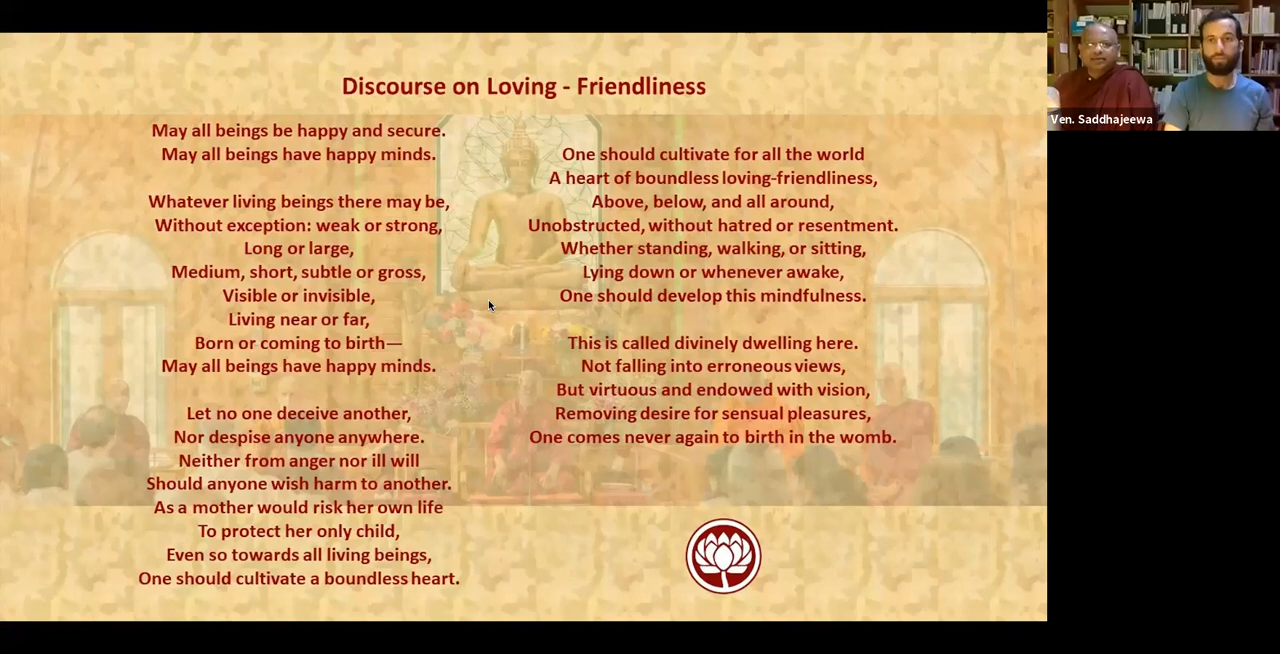 Discourse on Loving - Friendliness
May all beings be happy and secure.
May all beings have happy minds.
Whatever living beings there may be,
Without exception: weak or strong,
Long or large,
Medium, short, subtle or gross,
Visible or invisible,
Living near or far,
Born or coming to birth—
May all beings have happy minds.
Let no one deceive another,
Nor despise anyone anywhere.
Neither from anger nor ill will
Should anyone wish harm to another.
As a mother would risk her own life
To protect her only child,
Even so towards all living beings,
One should cultivate a boundless heart.
One should cultivate for all the world
A heart of boundless loving-friendliness,
Above, below, and all around,
Unobstructed, without hatred or resentment.
Whether standing, walking, or sitting,
Lying down or whenever awake,
One should develop this mindfulness.
This is called divinely dwelling here.
Not falling into erroneous views,
But virtuous and endowed with vision,
Removing desire for sensual pleasures,
One comes never again to birth in the womb.
Ven. Saddhajeewa